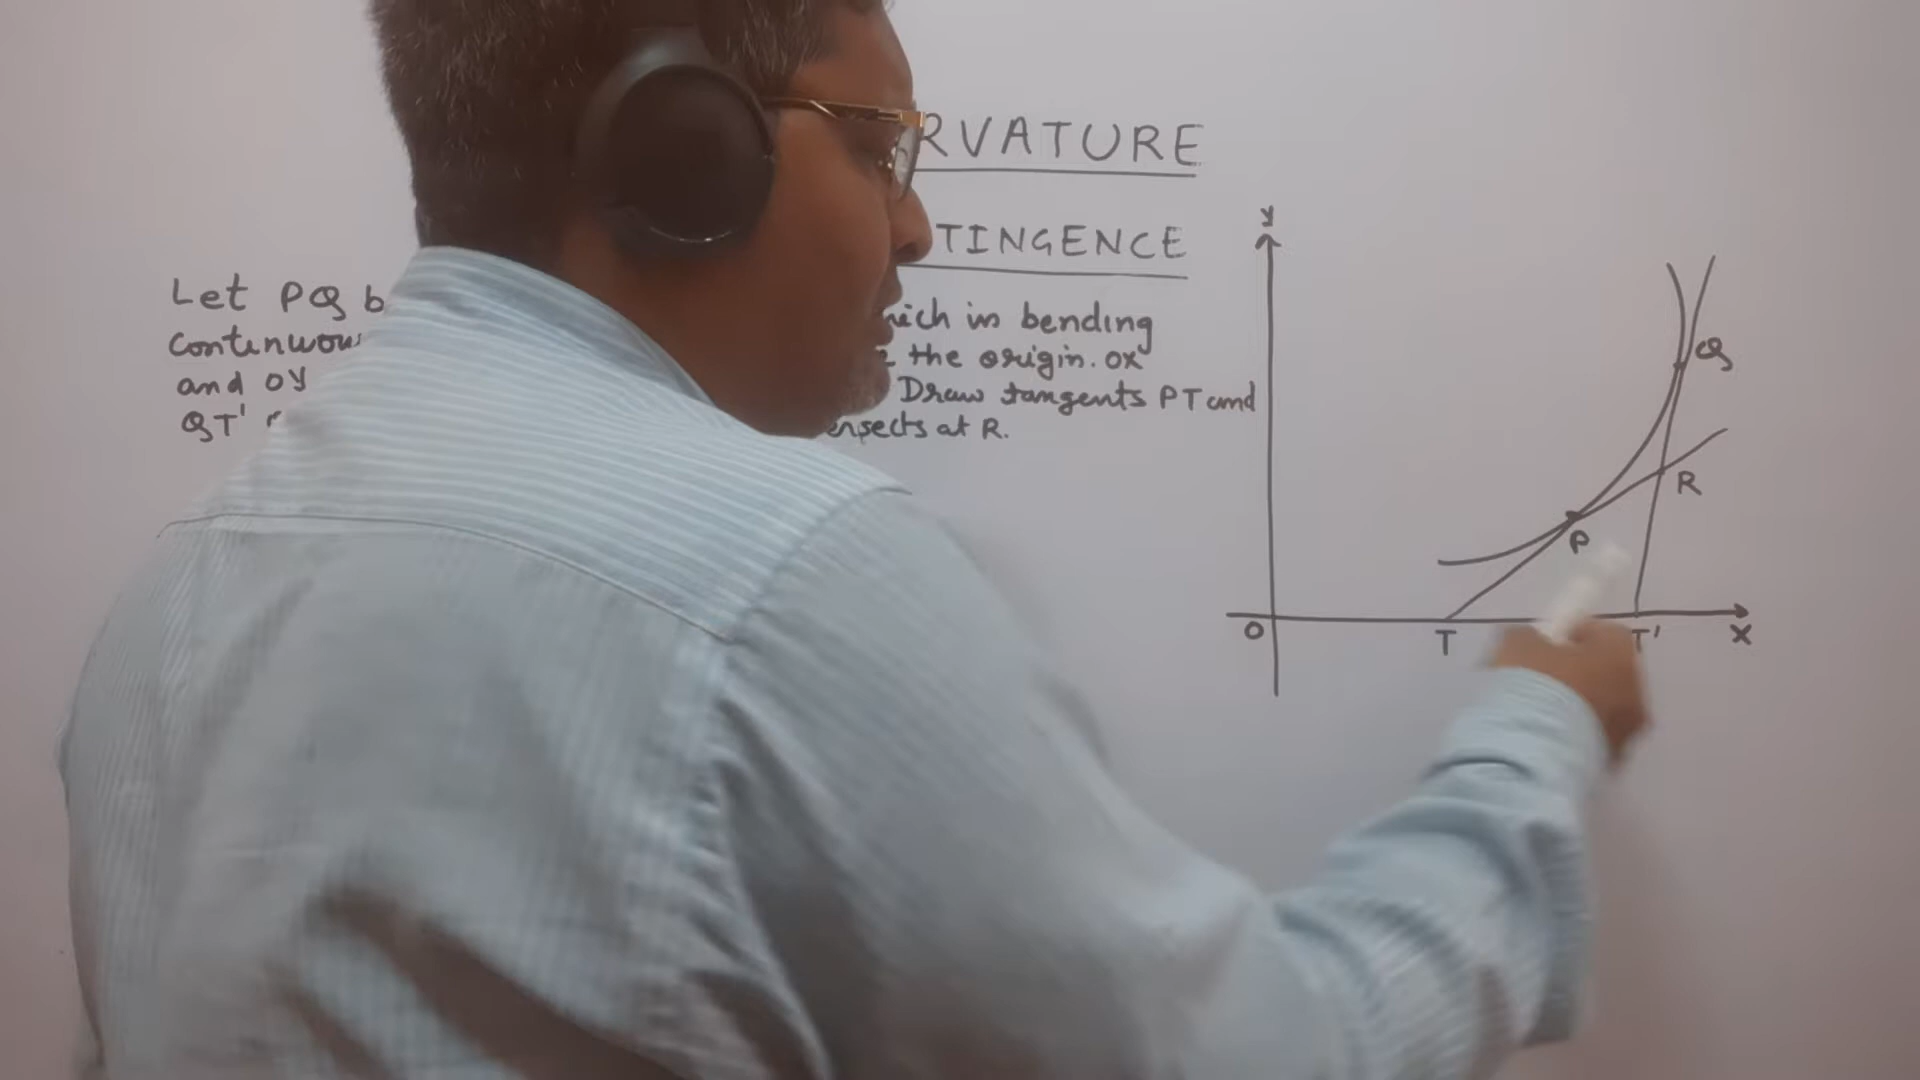 RVATURE
TINGENCE
Let PQ b
hich is bending
continuou
the origin. OX
and OY
Draw tangents PT and
QT'
ersects at R.
y
Q
R
P
O
T
T'
X